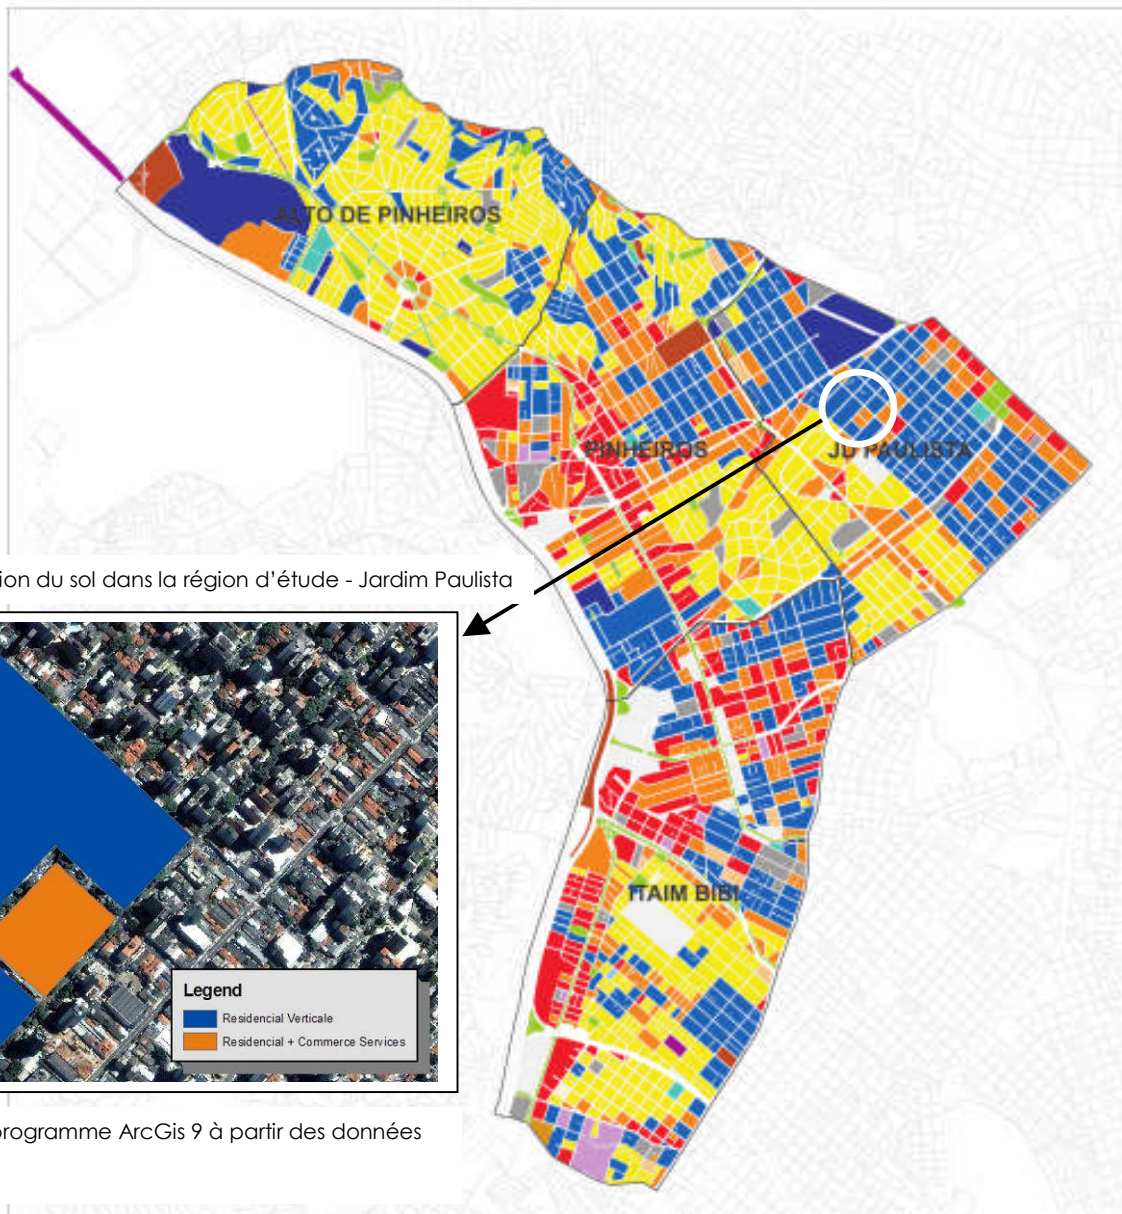 ALTO DE PINHEIROS
PINHEIROS
JD PAULISTA
ion du sol dans la région d'étude - Jardim Paulista
ITAIM BIBI
Legend
Residencial Verticale
Residencial + Commerce Services
programme ArcGis 9 à partir des données